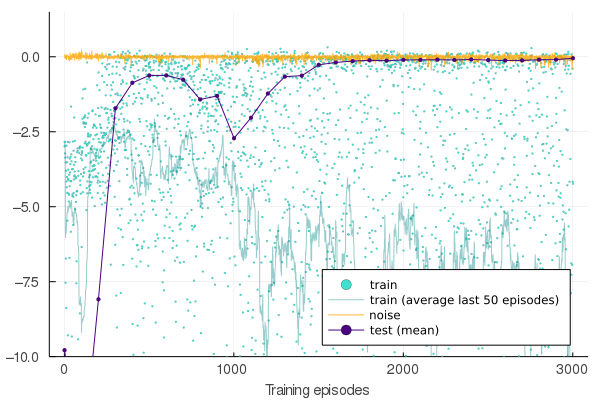 0.0
−2.5
−5.0
−7.5
−10.0
train
train (average last 50 episodes)
noise
test (mean)
0
1000
2000
3000
Training episodes